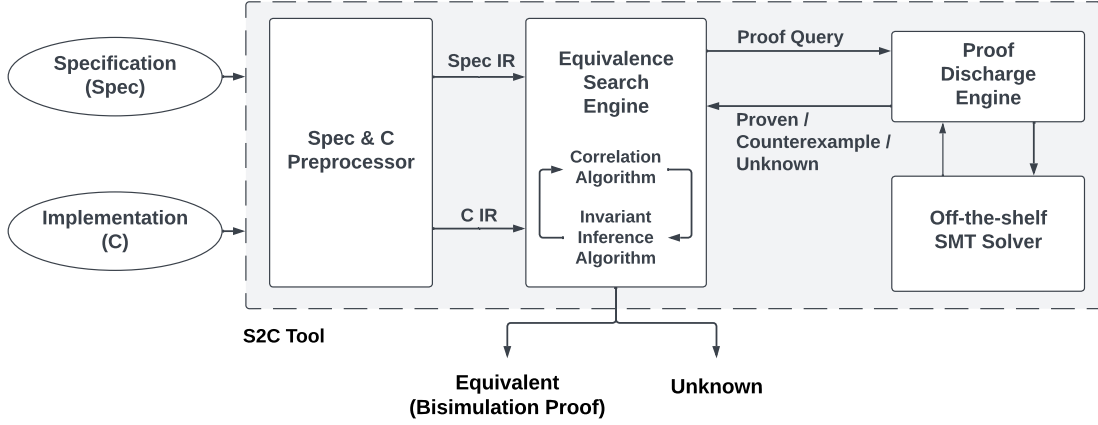 Specification
(Spec)
Implementation
(C)
Spec & C
Preprocessor
Spec IR
C IR
Equivalence
Search
Engine
Correlation
Algorithm
Invariant
Inference
Algorithm
Proof Query
Proven /
Counterexample /
Unknown
Proof
Discharge
Engine
Off-the-shelf
SMT Solver
S2C Tool
Equivalent
(Bisimulation Proof)
Unknown